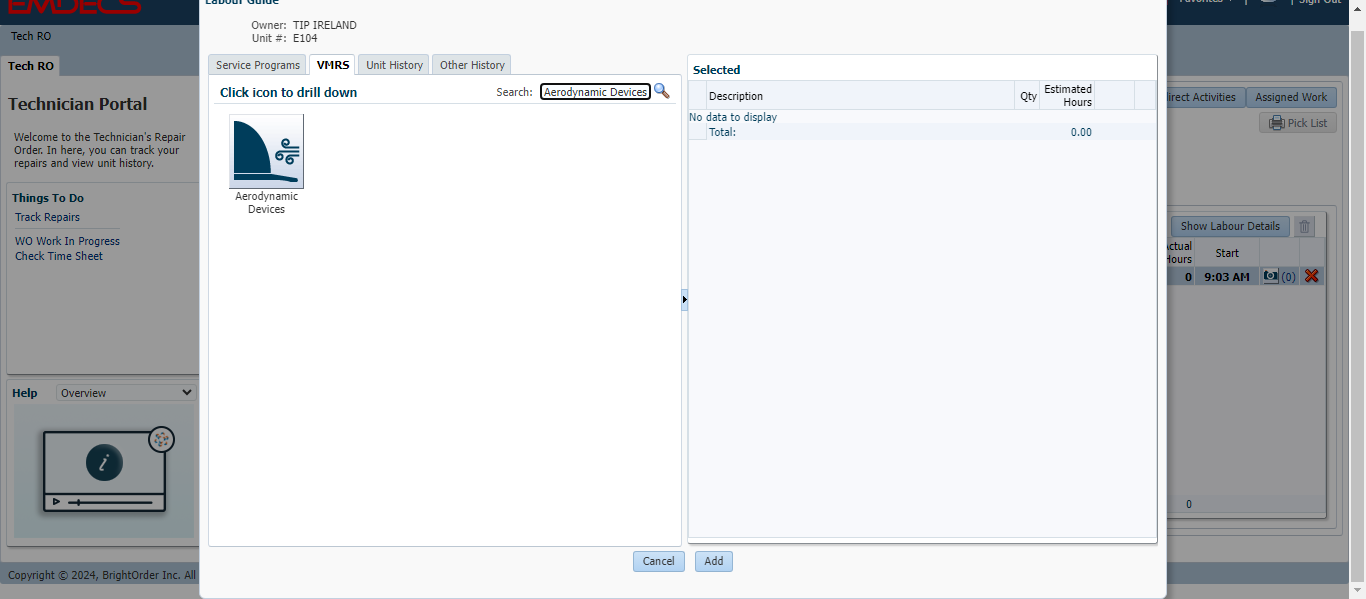 EMDECS
Sign Out
Tech RO
Tech RO
Technician Portal
Welcome to the Technician's Repair
Order. In here, you can track your
repairs and view unit history.
Things To Do
Track Repairs
WO Work In Progress
Check Time Sheet
Help Overview
i
Copyright © 2024, BrightOrder Inc. All
Labour Guide
Owner: TIP IRELAND
Unit #: E104
Service Programs VMRS Unit History Other History
Click icon to drill down Search: Aerodynamic Devices
Aerodynamic
Devices
Selected
Description Qty Estimated
Hours
No data to display
Total: 0.00
Cancel Add
irect Activities Assigned Work
Pick List
Show Labour Details
Actual
Hours Start
0 9:03 AM (0)
0